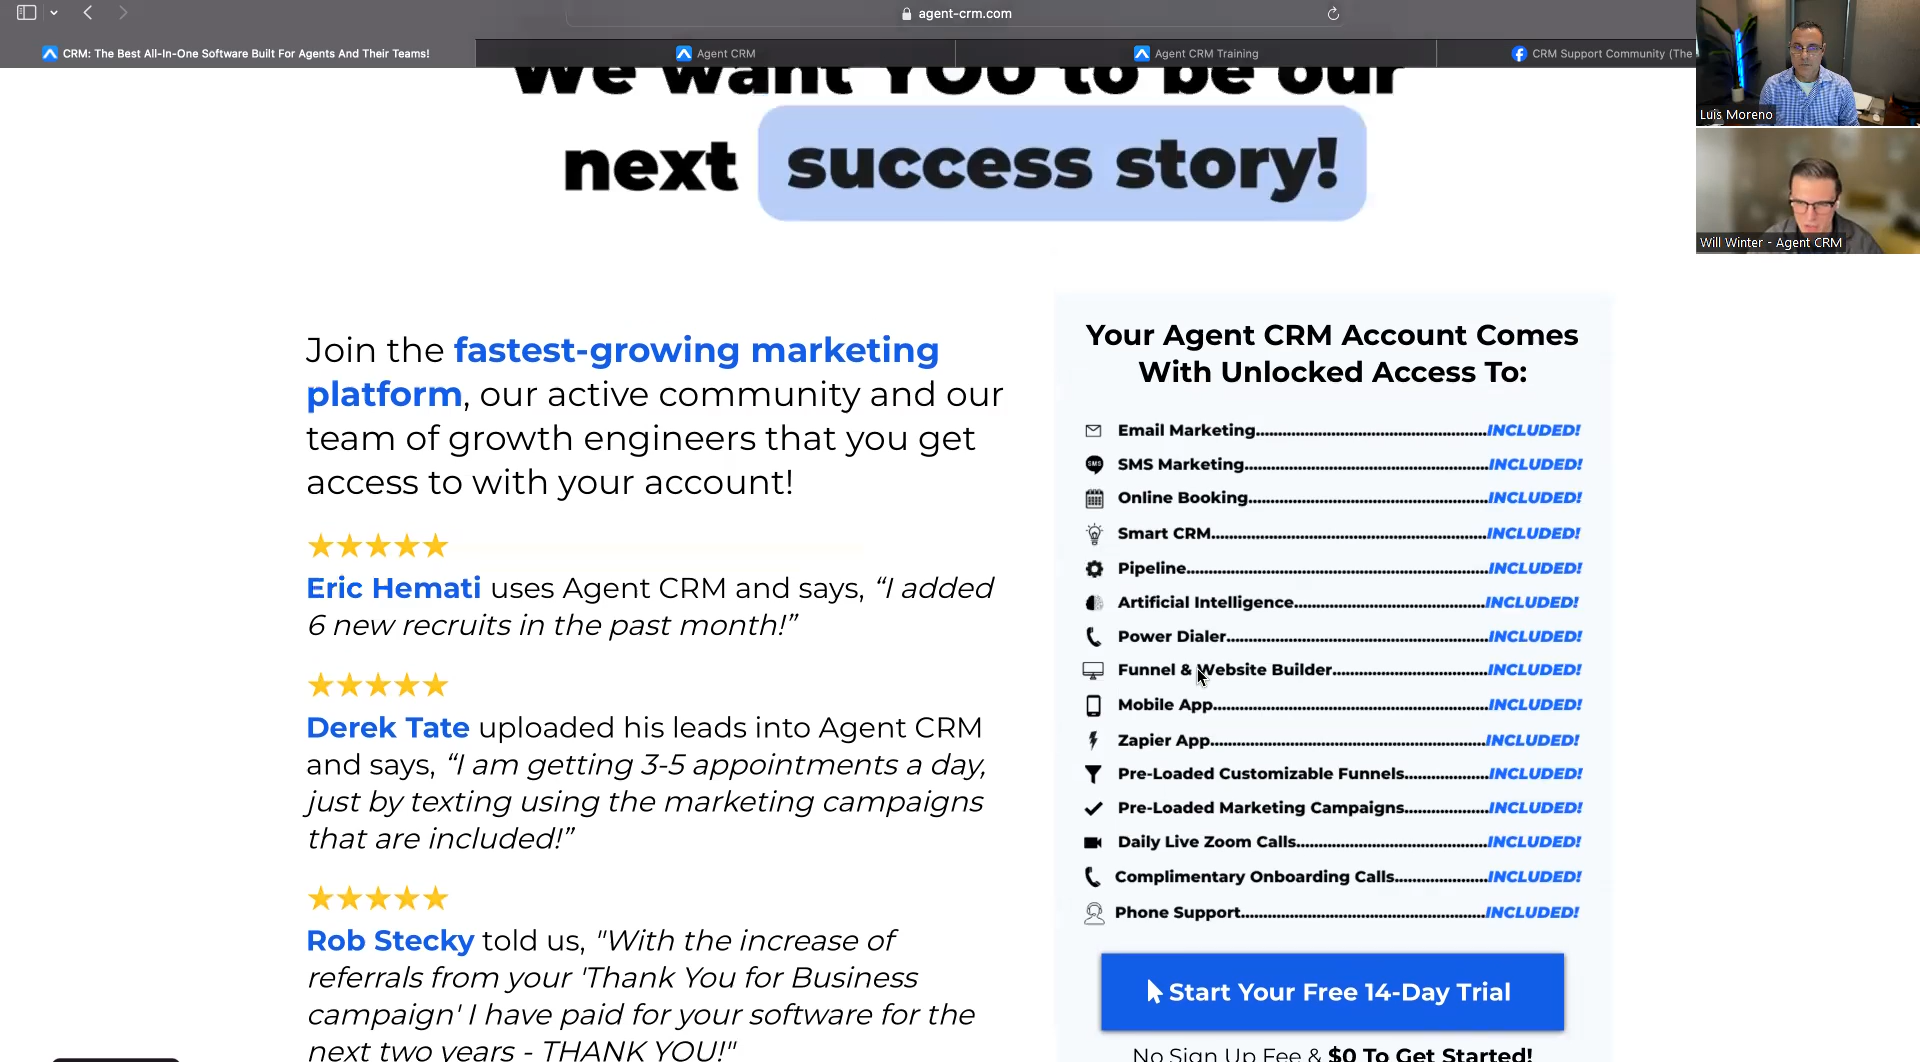 agent-crm.com
CRM: The Best All-In-One Software Built For Agents And Their Teams!
Agent CRM
Agent CRM Training
CRM Support Community (The
Luis Moreno
Will Winter - Agent CRM
We want YOU to be our
next success story!
Join the fastest-growing marketing
platform, our active community and our
team of growth engineers that you get
access to with your account!
★★★★★
Eric Hemati uses Agent CRM and says, “I added
6 new recruits in the past month!”
★★★★★
Derek Tate uploaded his leads into Agent CRM
and says, “I am getting 3-5 appointments a day,
just by texting using the marketing campaigns
that are included!”
★★★★★
Rob Stecky told us, "With the increase of
referrals from your 'Thank You for Business
campaign' I have paid for your software for the
next two years - THANK YOU!"
Your Agent CRM Account Comes
With Unlocked Access To:
Email Marketing........................INCLUDED!
SMS Marketing........................INCLUDED!
Online Booking........................INCLUDED!
Smart CRM........................INCLUDED!
Pipeline........................INCLUDED!
Artificial Intelligence........................INCLUDED!
Power Dialer........................INCLUDED!
Funnel & Website Builder........................INCLUDED!
Mobile App........................INCLUDED!
Zapier App........................INCLUDED!
Pre-Loaded Customizable Funnels........................INCLUDED!
Pre-Loaded Marketing Campaigns........................INCLUDED!
Daily Live Zoom Calls........................INCLUDED!
Complimentary Onboarding Calls........................INCLUDED!
Phone Support........................INCLUDED!
Start Your Free 14-Day Trial
No Sign Up Fee & $0 To Get Started!